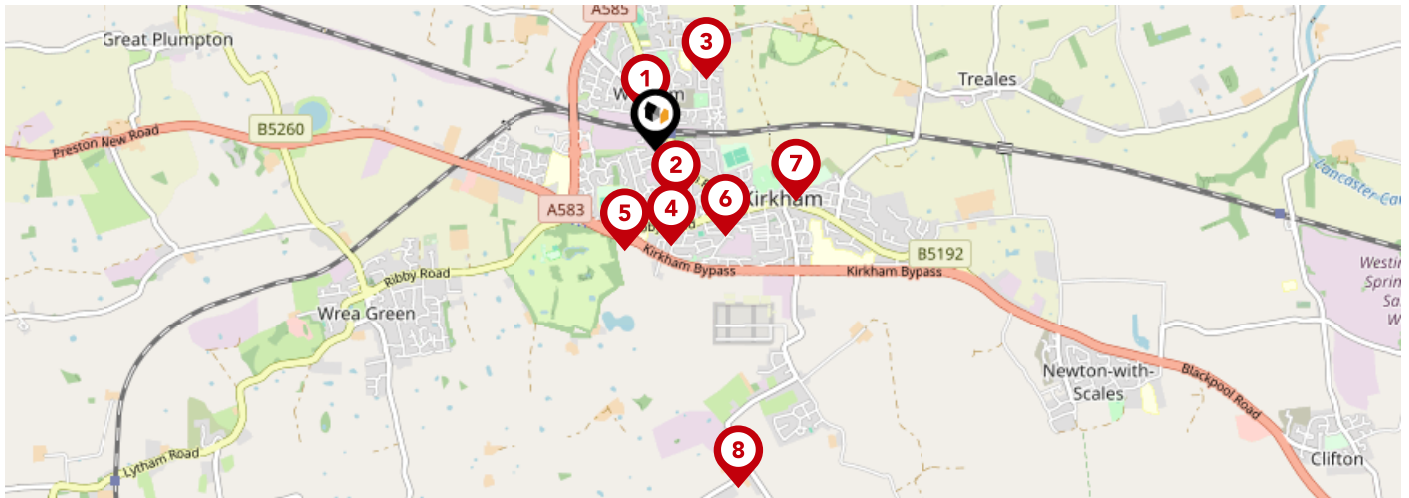 A585
Great Plumpton
3
1
Treales
B5260
Preston New Road
2
7
Kirkham
A583
5
4
6
Kirkham Bypass
Kirkham Bypass
B5192
Lancaster
Ribby Road
Wrea Green
Newton-with-
Scales
Blackpool Road
8
Lytham Road
Clifton